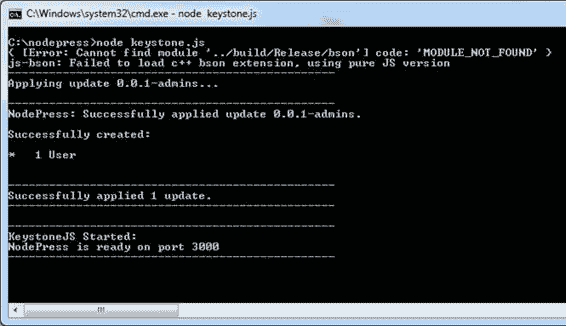 C:\Windows\system32\cmd.exe - node keystone.js
C:\nodepress>node keystone.js
{ [Error: Cannot find module '../build/Release/bson'] code: 'MODULE_NOT_FOUND' }
js-bson: Failed to load c++ bson extension, using pure JS version
------------------------------------------------
Applying update 0.0.1-admins...
------------------------------------------------
NodePress: Successfully applied update 0.0.1-admins.
Successfully created:
*   1 User
------------------------------------------------
Successfully applied 1 update.
------------------------------------------------
------------------------------------------------
KeystoneJS Started:
NodePress is ready on port 3000
------------------------------------------------